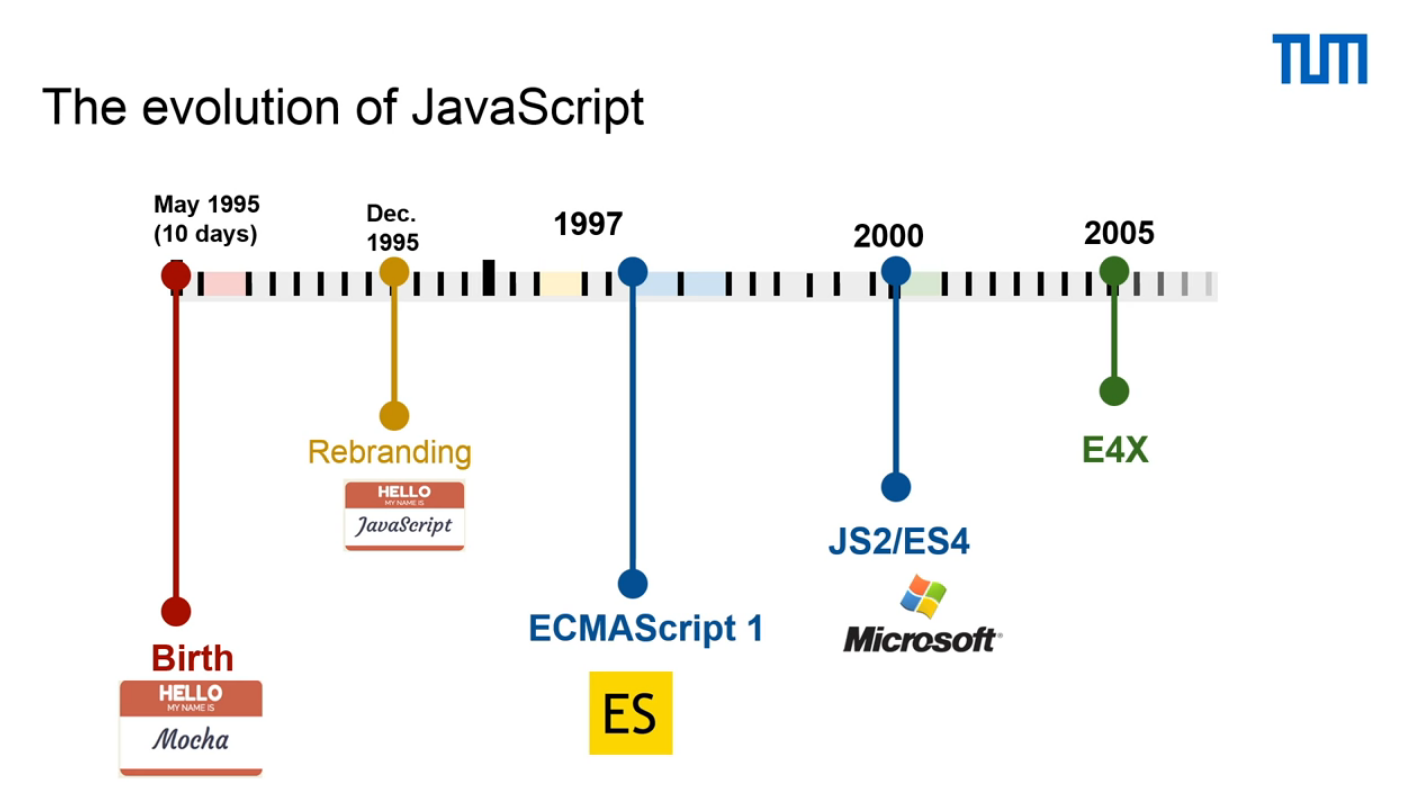 TUM
The evolution of JavaScript
May 1995
(10 days)
Dec.
1995
1997
2000
2005
Rebranding
HELLO
MY NAME IS
JavaScript
E4X
JS2/ES4
Microsoft
ECMAScript 1
ES
Birth
HELLO
MY NAME IS
Mocha